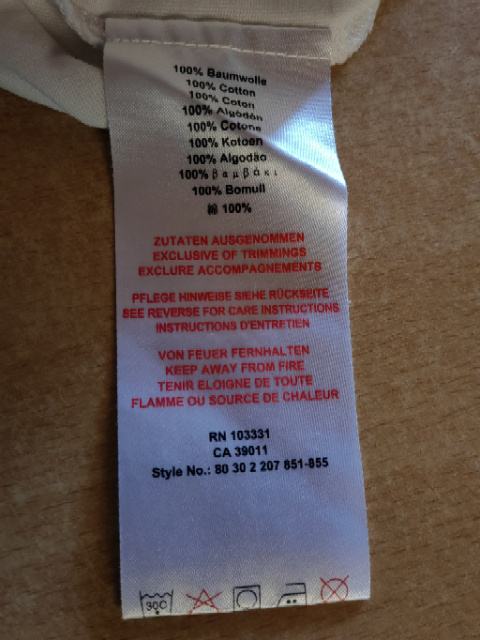 100% Baumwolle
100% Cotton
100% Coton
100% Algodón
100% Cotone
100% Kotoen
100% Algodão
100% βαμβάκι
100% Bomull
綿 100%
ZUTATEN AUSGENOMMEN
EXCLUSIVE OF TRIMMINGS
EXCLURE ACCOMPAGNEMENTS
PFLEGE HINWEISE SIEHE RÜCKSEITE
SEE REVERSE FOR CARE INSTRUCTIONS
INSTRUCTIONS D'ENTRETIEN
VON FEUER FERNHALTEN
KEEP AWAY FROM FIRE
TENIR ELOIGNE DE TOUTE
FLAMME OU SOURCE DE CHALEUR
RN 103331
CA 39011
Style No.: 80 30 2 207 851-855
30C